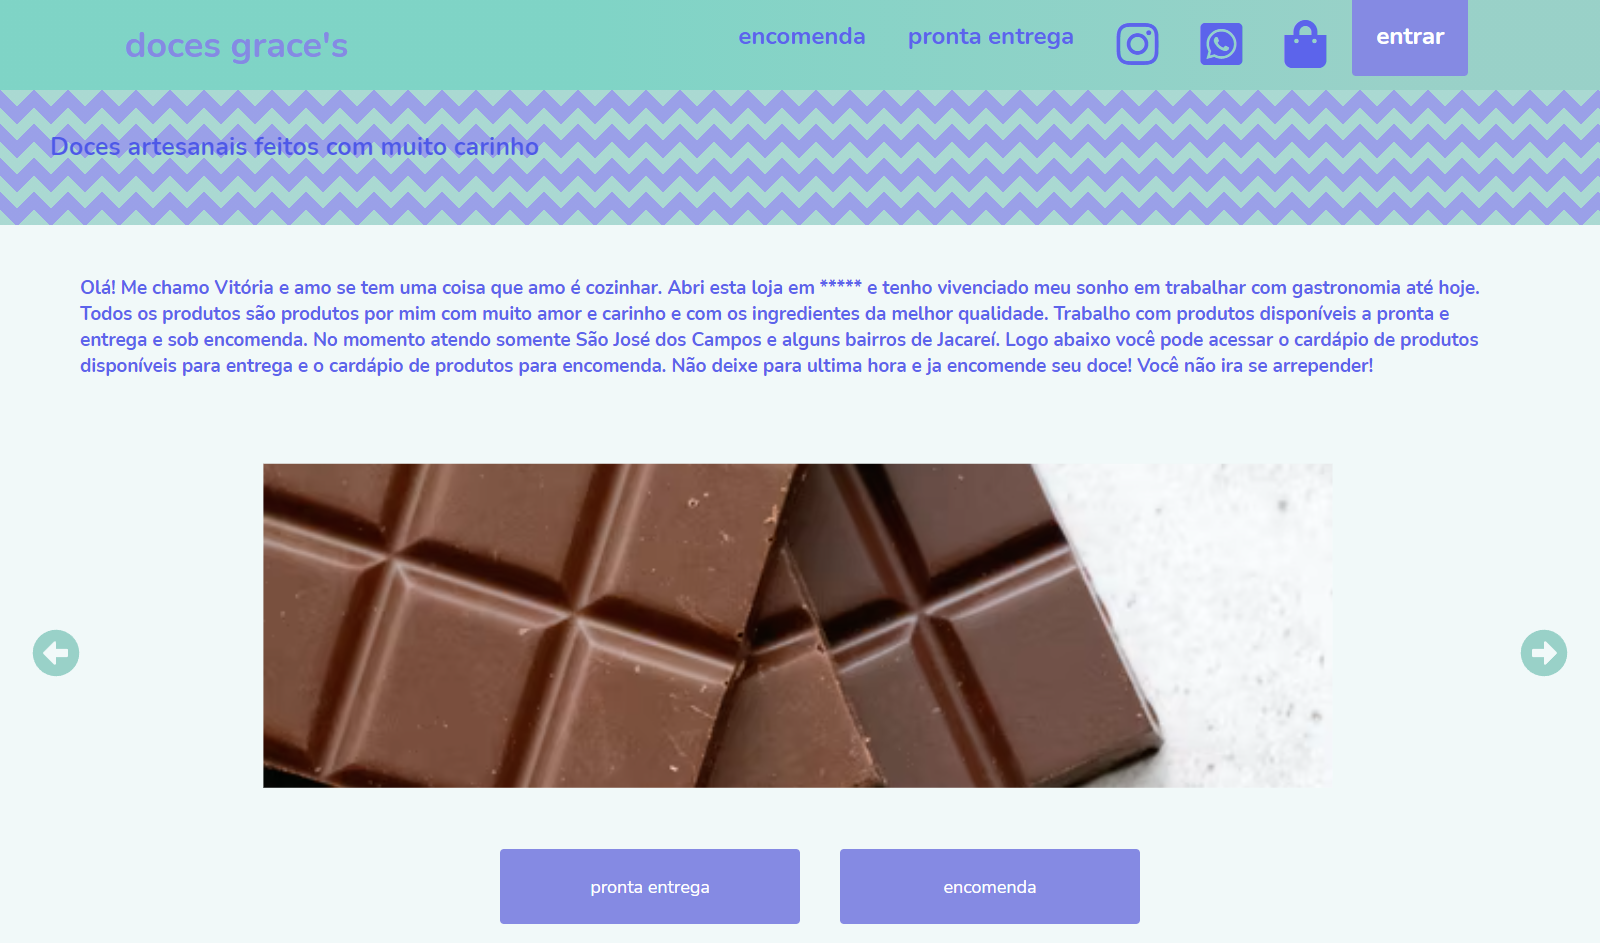 doces grace's
encomenda
pronta entrega
entrar
Doces artesanais feitos com muito carinho
Olá! Me chamo Vitória e amo se tem uma coisa que amo é cozinhar. Abri esta loja em ***** e tenho vivenciado meu sonho em trabalhar com gastronomia até hoje.
Todos os produtos são produtos por mim com muito amor e carinho e com os ingredientes da melhor qualidade. Trabalho com produtos disponíveis a pronta e
entrega e sob encomenda. No momento atendo somente São José dos Campos e alguns bairros de Jacareí. Logo abaixo você pode acessar o cardápio de produtos
disponíveis para entrega e o cardápio de produtos para encomenda. Não deixe para ultima hora e ja encomende seu doce! Você não ira se arrepender!
pronta entrega
encomenda